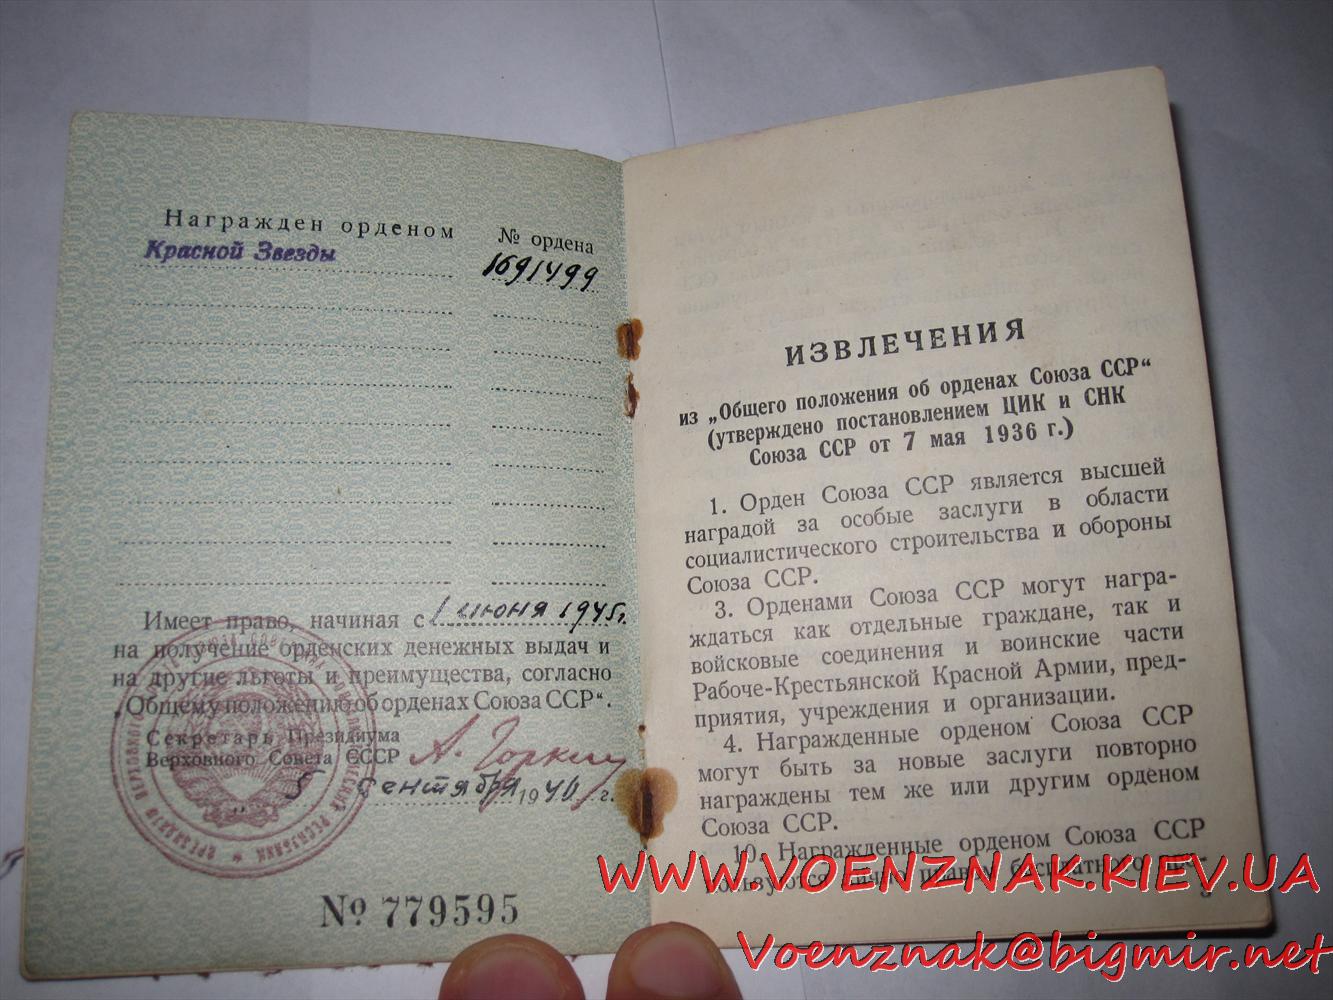 Награжден орденом
№ ордена
Красной Звезды
1691499
Имеет право, начиная с 1 июня 1945г.
на получение орденских денежных выдач и
на другие льготы и преимущества, согласно
„Общему положению об орденах Союза ССР“.
Секретарь Президиума
Верховного Совета СССР
А. Горкин
5 сентября 1946 г.
№ 779595
ИЗВЛЕЧЕНИЯ
из „Общего положения об орденах Союза ССР“
(утверждено постановлением ЦИК и СНК
Союза ССР от 7 мая 1936 г.)
1. Орден Союза ССР является высшей
наградой за особые заслуги в области
социалистического строительства и обороны
Союза ССР.
3. Орденами Союза ССР могут награ-
ждаться как отдельные граждане, так и
войсковые соединения и воинские части
Рабоче-Крестьянской Красной Армии, пред-
приятия, учреждения и организации.
4. Награжденные орденом Союза ССР
могут быть за новые заслуги повторно
награждены тем же или другим орденом
Союза ССР.
10. Награжденные орденом Союза ССР
WWW.VOENZNAK.KIEV.UA
Voenznak@bigmir.net